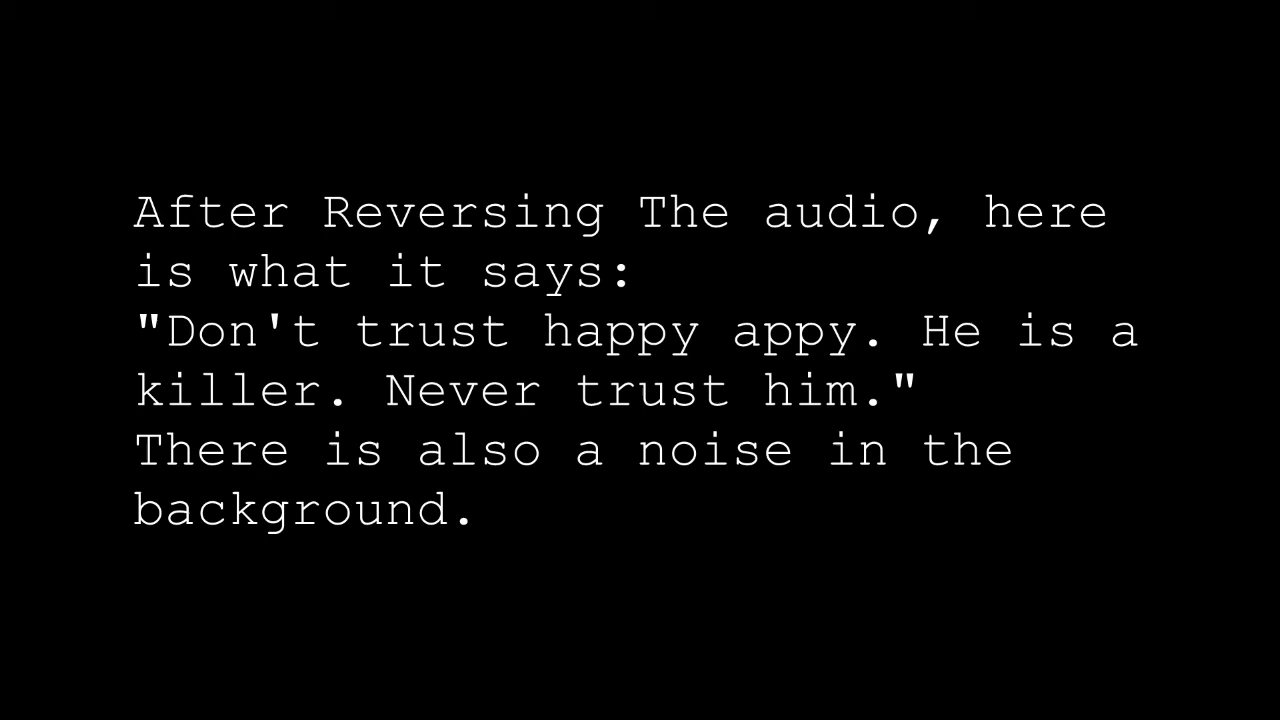 After Reversing The audio, here
is what it says:
"Don't trust happy appy. He is a
killer. Never trust him."
There is also a noise in the
background.